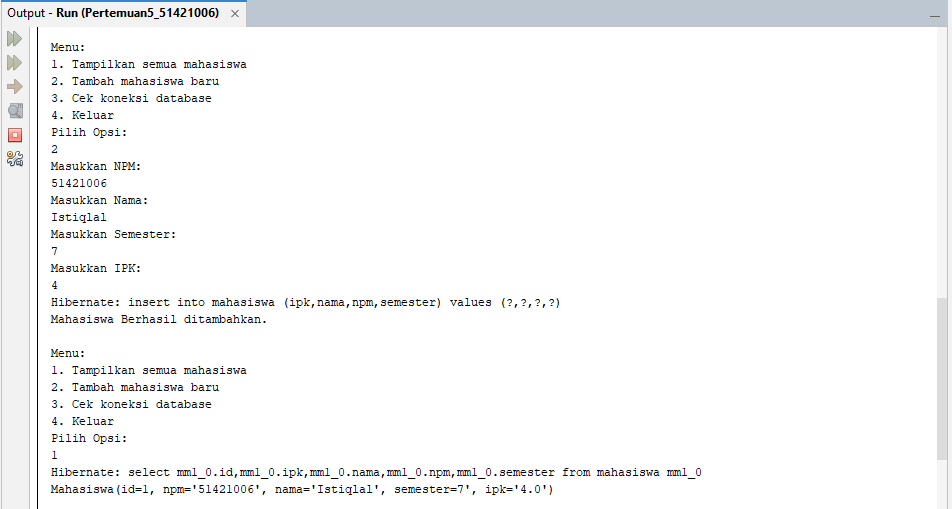 Output - Run (Pertemuan5_51421006) ×
Menu:
1. Tampilkan semua mahasiswa
2. Tambah mahasiswa baru
3. Cek koneksi database
4. Keluar
Pilih Opsi:
2
Masukkan NPM:
51421006
Masukkan Nama:
Istiqlal
Masukkan Semester:
7
Masukkan IPK:
4
Hibernate: insert into mahasiswa (ipk,nama,npm,semester) values (?,?,?,?)
Mahasiswa Berhasil ditambahkan.
Menu:
1. Tampilkan semua mahasiswa
2. Tambah mahasiswa baru
3. Cek koneksi database
4. Keluar
Pilih Opsi:
1
Hibernate: select mm1_0.id,mm1_0.ipk,mm1_0.nama,mm1_0.npm,mm1_0.semester from mahasiswa mm1_0
Mahasiswa(id=1, npm='51421006', nama='Istiqlal', semester=7', ipk='4.0')